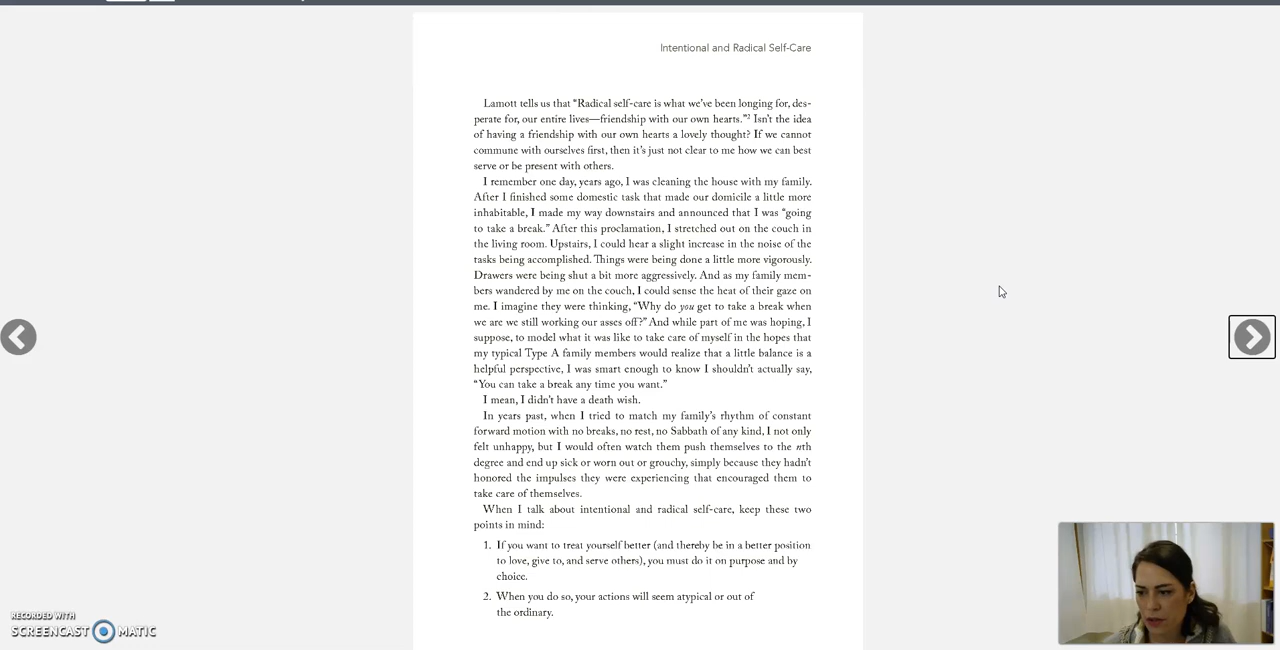 Intentional and Radical Self-Care
Lamott tells us that “Radical self-care is what we’ve been longing for, des-
perate for, our entire lives—friendship with our own hearts.”2 Isn’t the idea
of having a friendship with our own hearts a lovely thought? If we cannot
commune with ourselves first, then it’s just not clear to me how we can best
serve or be present with others.
I remember one day, years ago, I was cleaning the house with my family.
After I finished some domestic task that made our domicile a little more
inhabitable, I made my way downstairs and announced that I was “going
to take a break.” After this proclamation, I stretched out on the couch in
the living room. Upstairs, I could hear a slight increase in the noise of the
tasks being accomplished. Things were being done a little more vigorously.
Drawers were being shut a bit more aggressively. And as my family mem-
bers wandered by me on the couch, I could sense the heat of their gaze on
me. I imagine they were thinking, “Why do you get to take a break when
we are we still working our asses off?” And while part of me was hoping, I
suppose, to model what it was like to take care of myself in the hopes that
my typical Type A family members would realize that a little balance is a
helpful perspective, I was smart enough to know I shouldn’t actually say,
“You can take a break any time you want.”
I mean, I didn’t have a death wish.
In years past, when I tried to match my family’s rhythm of constant
forward motion with no breaks, no rest, no Sabbath of any kind, I not only
felt unhappy, but I would often watch them push themselves to the nth
degree and end up sick or worn out or grouchy, simply because they hadn’t
honored the impulses they were experiencing that encouraged them to
take care of themselves.
When I talk about intentional and radical self-care, keep these two
points in mind:
1. If you want to treat yourself better (and thereby be in a better position
to love, give to, and serve others), you must do it on purpose and by
choice.
2. When you do so, your actions will seem atypical or out of
the ordinary.
RECORDED WITH
SCREENCAST MATIC